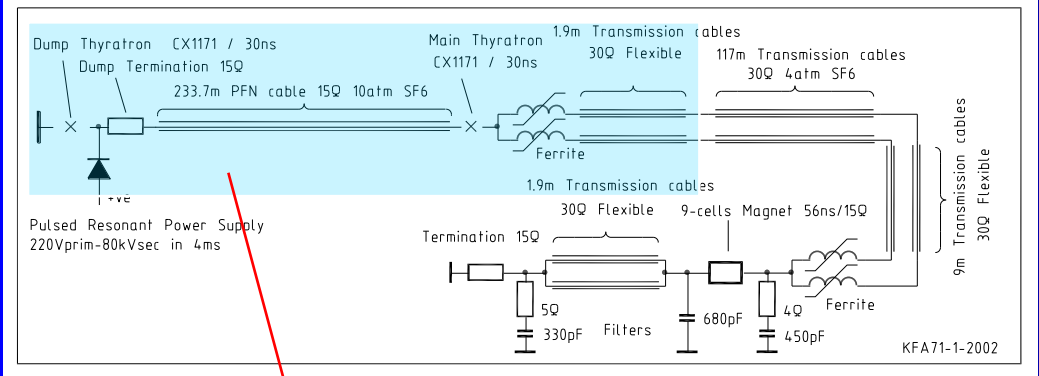 Dump Thyratron CX1171 / 30ns
Dump Termination 15Ω
233.7m PFN cable 15Ω 10atm SF6
Main Thyratron
CX1171 / 30ns
1.9m Transmission cables
30Ω Flexible
117m Transmission cables
30Ω 4atm SF6
Ferrite
9m Transmission cables
30Ω Flexible
+ve
Pulsed Resonant Power Supply
220Vprim-80kVsec in 4ms
1.9m Transmission cables
30Ω Flexible
9-cells Magnet 56ns/15Ω
Termination 15Ω
Ferrite
5Ω
330pF
Filters
680pF
4Ω
450pF
KFA71-1-2002